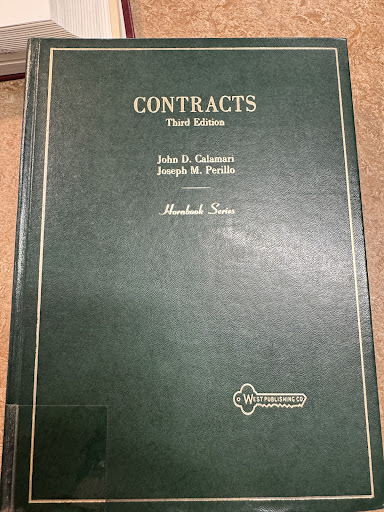 CONTRACTS
Third Edition
John D. Calamari
Joseph M. Perillo
Hornbook Series
WEST PUBLISHING CO